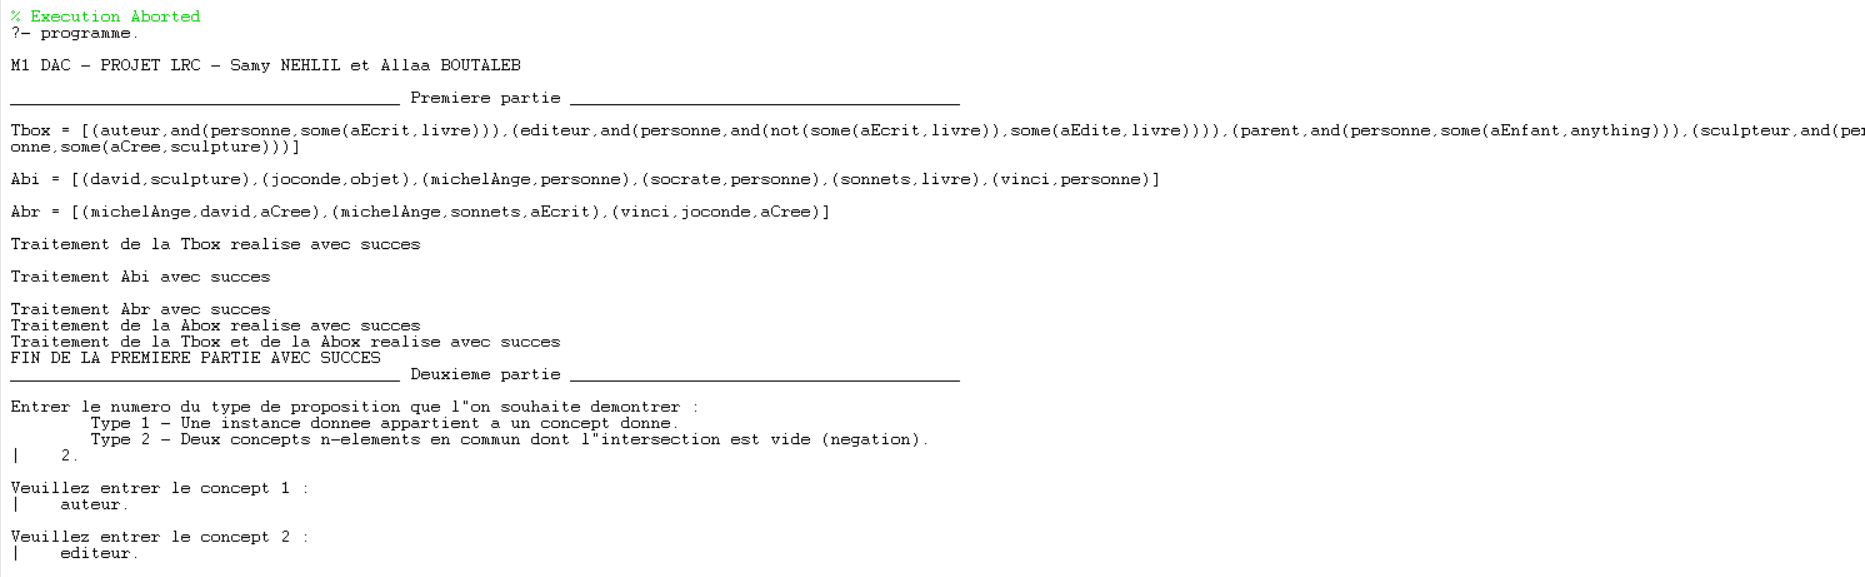 % Execution Aborted
?- programme.
M1 DAC - PROJET LRC - Samy NEHLIL et Allaa BOUTALEB
_______________________________________ Premiere partie _______________________________________
Tbox = [(auteur,and(personne,some(aEcrit,livre))),(editeur,and(personne,and(not(some(aEcrit,livre)),some(aEdite,livre)))),(parent,and(personne,some(aEnfant,anything))),(sculpteur,and(per
onne,some(aCree,sculpture)))]
Abi = [(david,sculpture),(joconde,objet),(michelAnge,personne),(socrate,personne),(sonnets,livre),(vinci,personne)]
Abr = [(michelAnge,david,aCree),(michelAnge,sonnets,aEcrit),(vinci,joconde,aCree)]
Traitement de la Tbox realise avec succes
Traitement Abi avec succes
Traitement Abr avec succes
Traitement de la Abox realise avec succes
Traitement de la Tbox et de la Abox realise avec succes
FIN DE LA PREMIERE PARTIE AVEC SUCCES
_______________________________________ Deuxieme partie _______________________________________
Entrer le numero du type de proposition que l"on souhaite demontrer :
Type 1 - Une instance donnee appartient a un concept donne.
Type 2 - Deux concepts n-elements en commun dont l"intersection est vide (negation).
| 2.
Veuillez entrer le concept 1 :
| auteur.
Veuillez entrer le concept 2 :
| editeur.